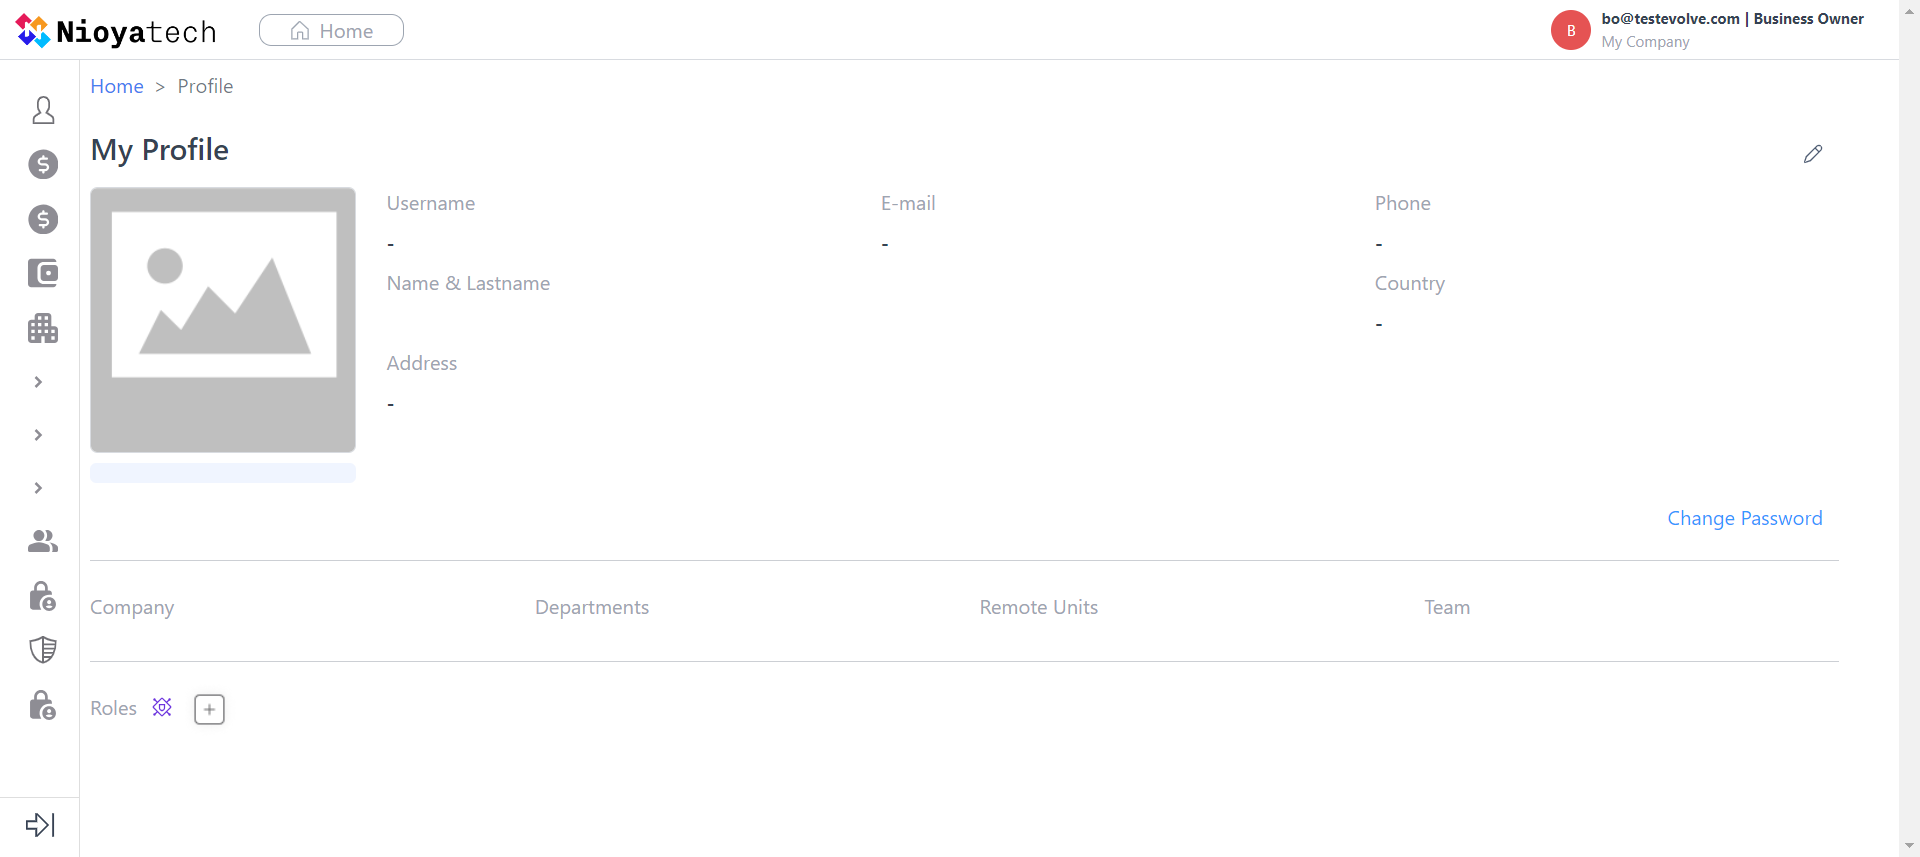 Nioyatech
Home
B
bo@testevolve.com | Business Owner
My Company
Home > Profile
My Profile
Username
E-mail
Phone
-
-
-
Name & Lastname
Country
-
Address
-
Change Password
Company
Departments
Remote Units
Team
Roles